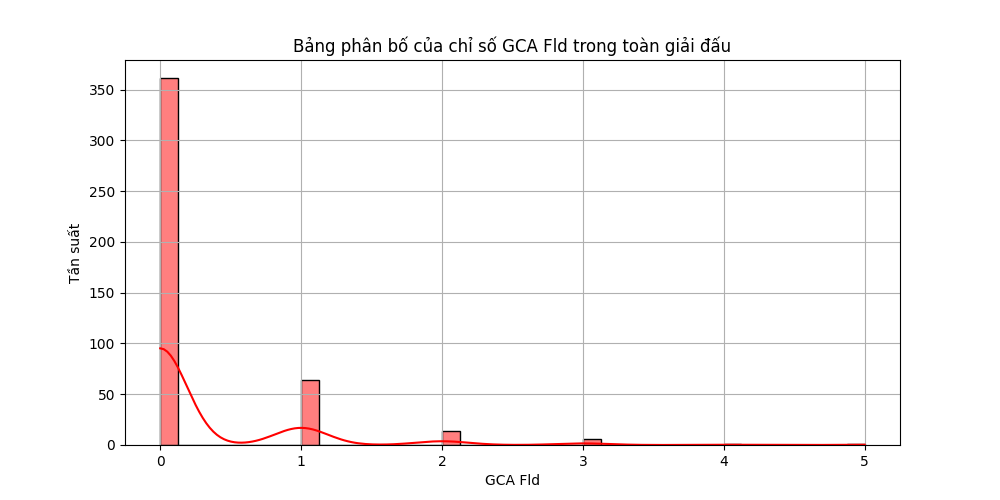 Bảng phân bố của chỉ số GCA Fld trong toàn giải đấu
Tần suất
350
300
250
200
150
100
50
0
0 1 2 3 4 5
GCA Fld